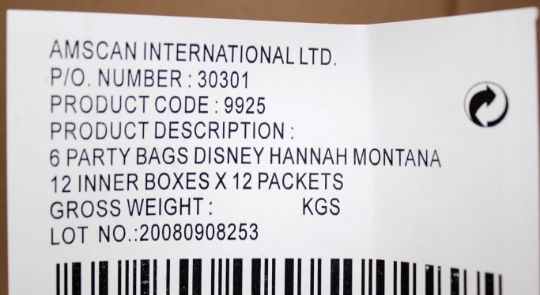 AMSCAN INTERNATIONAL LTD.
P/O. NUMBER : 30301
PRODUCT CODE : 9925
PRODUCT DESCRIPTION :
6 PARTY BAGS DISNEY HANNAH MONTANA
12 INNER BOXES X 12 PACKETS
GROSS WEIGHT : KGS
LOT NO.:20080908253